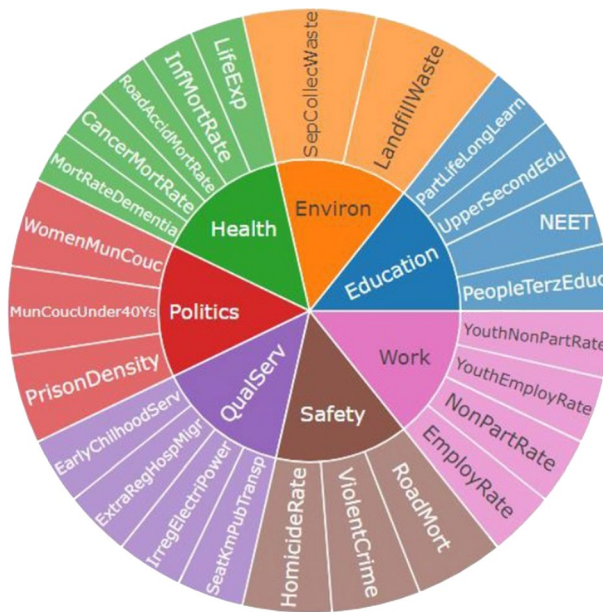 LifeExp
InfMortRate
RoadAccidMortRate
CancerMortRate
MortRateDementia
Health
SepCollecWaste
LandfillWaste
Environ
PartLifeLongLearn
UpperSecondEdu
NEET
PeopleTerzEduc
Education
WomenMunCouc
MunCoucUnder40Ys
PrisonDensity
Politics
YouthNonPartRate
YouthEmployRate
NonPartRate
EmployRate
Work
QualServ
EarlyChilhoodServ
ExtraRegHospMigr
IrregElectriPower
SeatKmPubTransp
Safety
HomicideRate
ViolentCrime
RoadMort